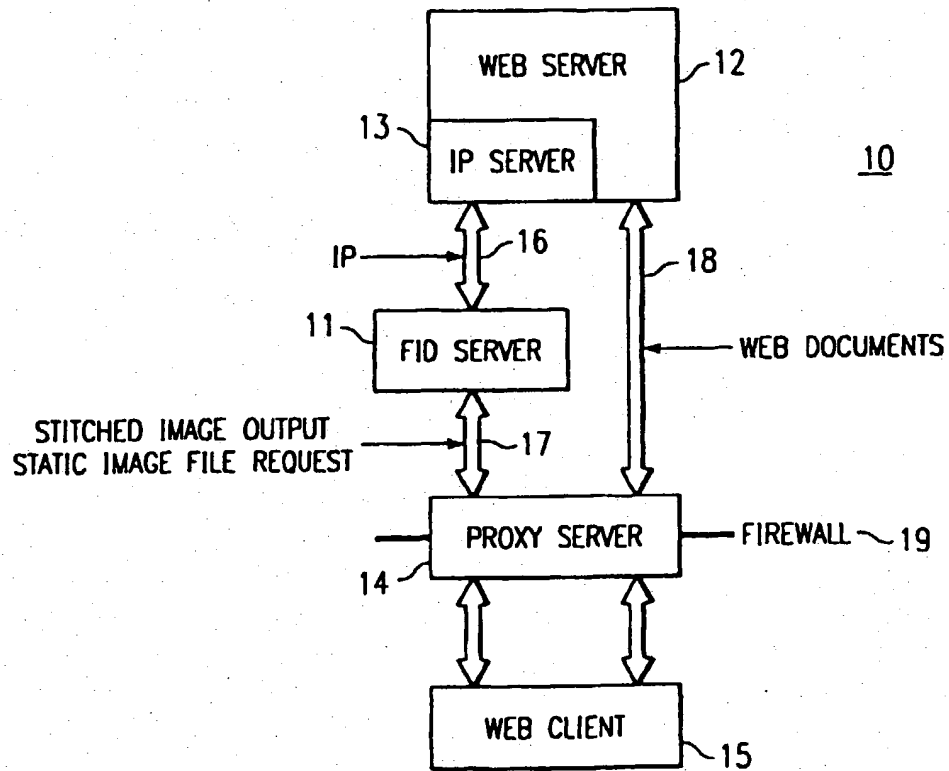 WEB SERVER
12
13
IP SERVER
10
IP
16
18
11
FID SERVER
WEB DOCUMENTS
STITCHED IMAGE OUTPUT
STATIC IMAGE FILE REQUEST
17
PROXY SERVER
FIREWALL
19
14
WEB CLIENT
15